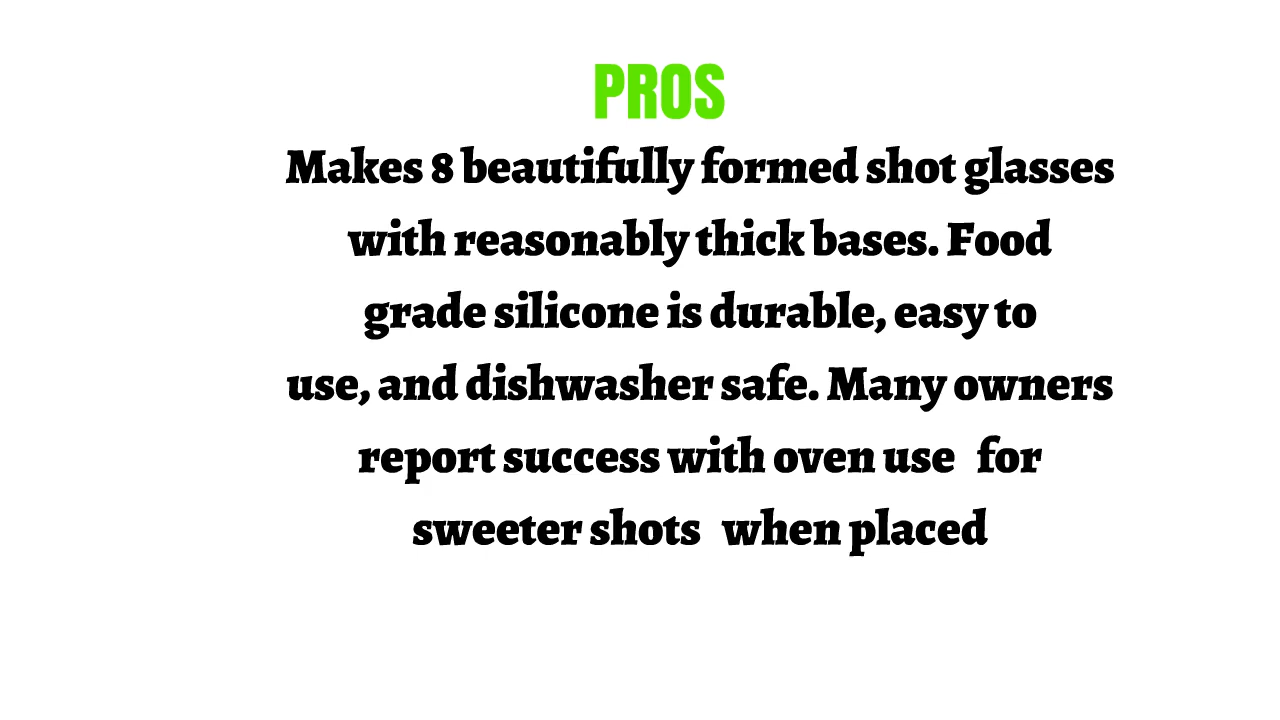 PROS
Makes 8 beautifully formed shot glasses
with reasonably thick bases. Food
grade silicone is durable, easy to
use, and dishwasher safe. Many owners
report success with oven use  for
sweeter shots  when placed